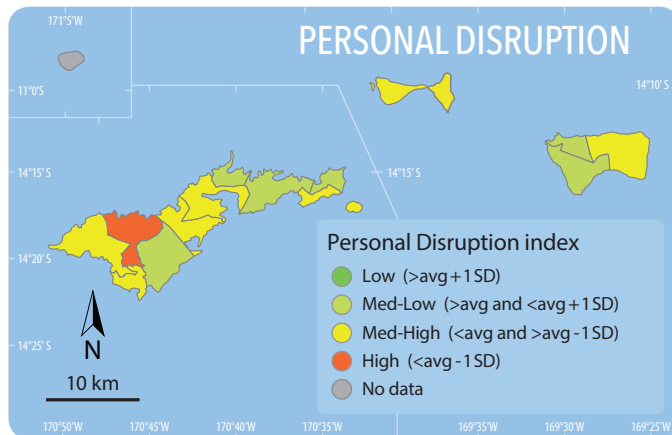 171°5'W
PERSONAL DISRUPTION
11°0'S
14°10'S
14°15'S
14°15'S
14°20'S
14°25'S
N
10 km
Personal Disruption index
Low (>avg+1SD)
Med-Low (>avg and <avg+1SD)
Med-High (<avg and >avg-1SD)
High (<avg-1SD)
No data
170°50'W
170°45'W
170°40'W
170°35'W
169°35'W
169°30'W
169°25'W